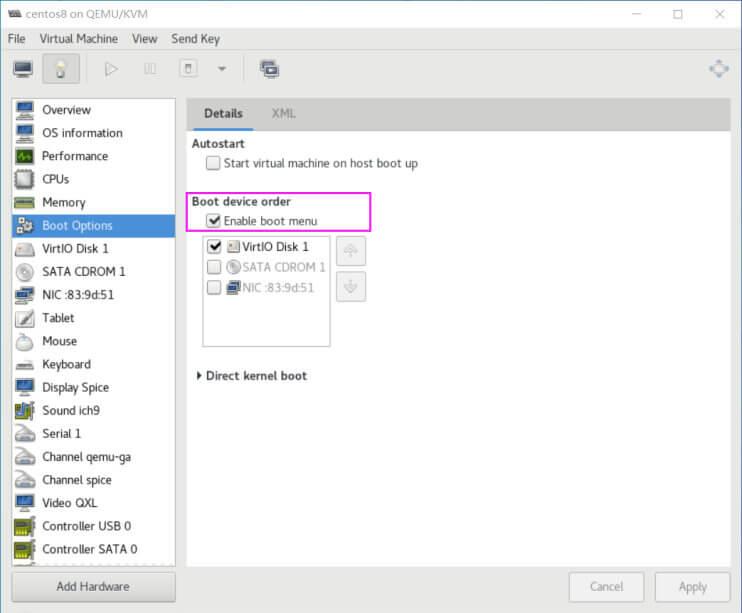 centos8 on QEMU/KVM
File Virtual Machine View Send Key
Overview
OS information
Performance
CPUs
Memory
Boot Options
VirtIO Disk 1
SATA CDROM 1
NIC :83:9d:51
Tablet
Mouse
Keyboard
Display Spice
Sound ich9
Serial 1
Channel qemu-ga
Channel spice
Video QXL
Controller USB 0
Controller SATA 0
Add Hardware
Details XML
Autostart
Start virtual machine on host boot up
Boot device order
Enable boot menu
VirtIO Disk 1
SATA CDROM 1
NIC :83:9d:51
Direct kernel boot
Cancel Apply